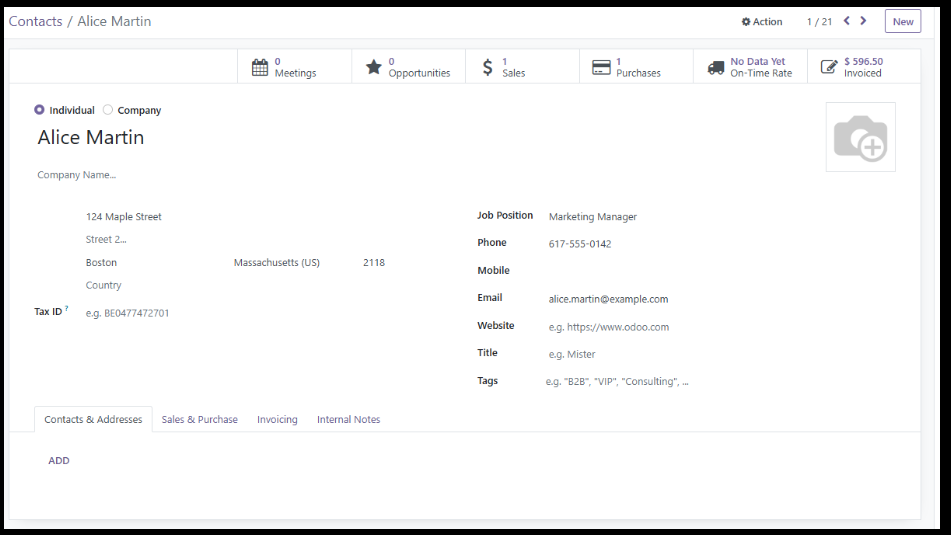 Contacts / Alice Martin
Action
1 / 21
New
0
Meetings
0
Opportunities
1
Sales
1
Purchases
No Data Yet
On-Time Rate
$ 596.50
Invoiced
Individual
Company
Alice Martin
Company Name...
124 Maple Street
Street 2...
Boston Massachusetts (US) 2118
Country
Tax ID ? e.g. BE0477472701
Job Position Marketing Manager
Phone 617-555-0142
Mobile
Email alice.martin@example.com
Website e.g. https://www.odoo.com
Title e.g. Mister
Tags e.g. "B2B", "VIP", "Consulting", ...
Contacts & Addresses Sales & Purchase Invoicing Internal Notes
ADD